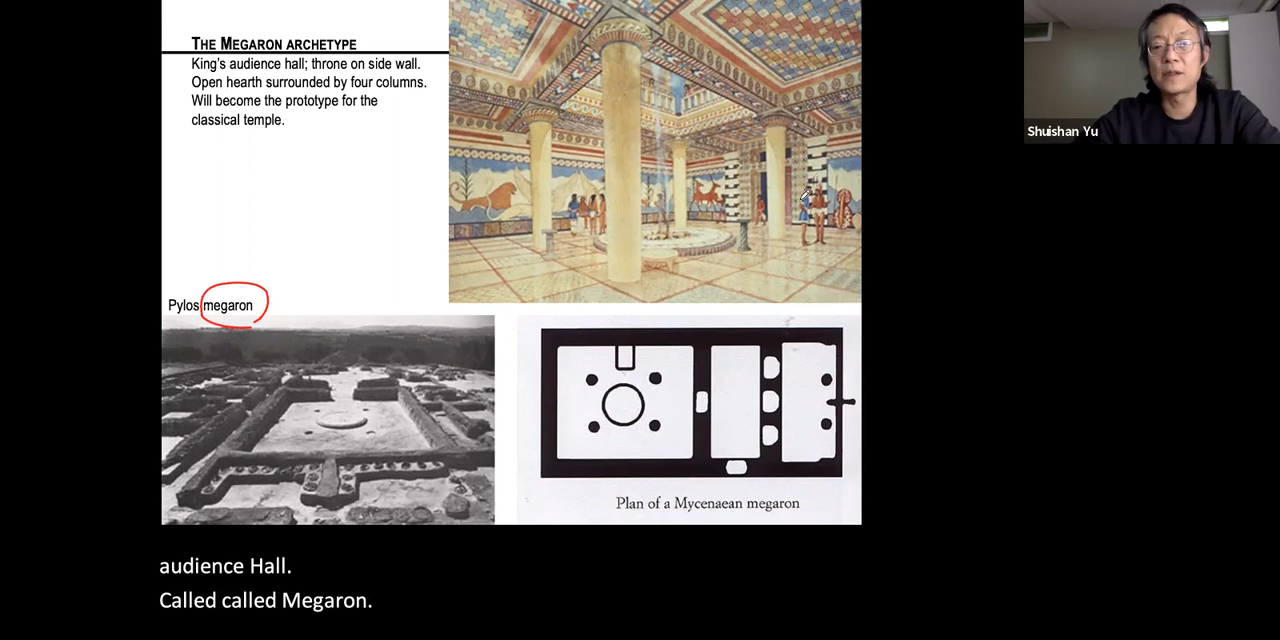 THE MEGARON ARCHETYPE
King's audience hall; throne on side wall.
Open hearth surrounded by four columns.
Will become the prototype for the
classical temple.
Shuishan Yu
Pylos megaron
Plan of a Mycenaean megaron
audience Hall.
Called called Megaron.